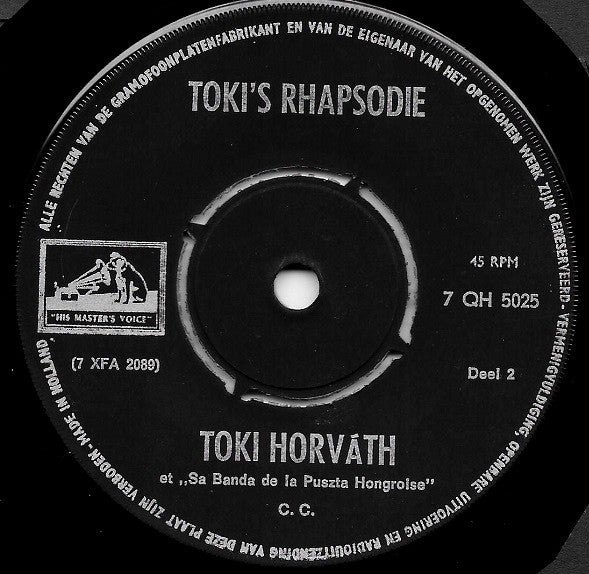 ALLE RECHTEN VAN DE GRAMOFOONPLATENFABRIKANT EN VAN DE EIGENAAR VAN HET OPGENOMEN WERK ZIJN GERESERVEERD - VERMENIGVULDIGING, OPENBARE UITVOERING EN RADIOUITZENDING VAN DEZE PLAAT ZIJN VERBODEN - MADE IN HOLLAND
TOKI'S RHAPSODIE
45 RPM
7 QH 5025
"HIS MASTER'S VOICE"
(7 XFA 2089)
Deel 2
TOKI HORVÁTH
et „Sa Banda de la Puszta Hongroise"
C. C.